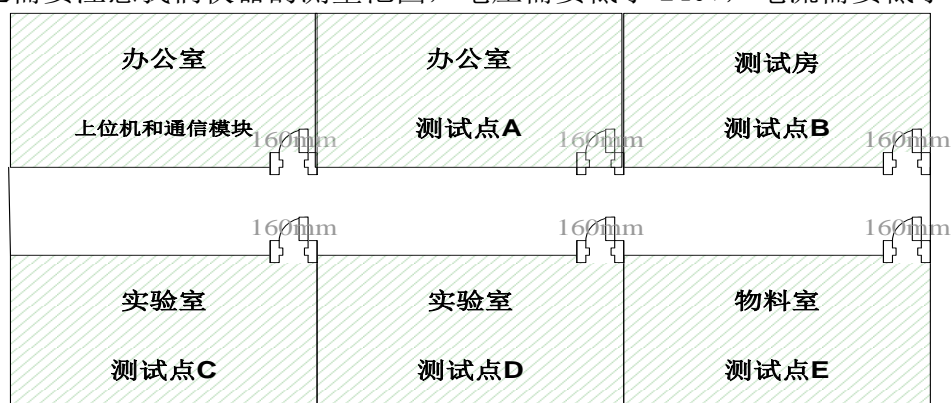 办公室 办公室 测试房
上位机和通信模块 测试点A 测试点B
160mm 160mm 160mm
160mm 160mm 160mm
实验室 实验室 物料室
测试点C 测试点D 测试点E